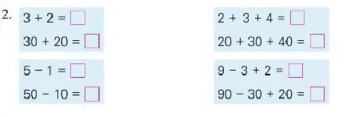 2. 3 + 2 = □
30 + 20 = □
5 − 1 = □
50 − 10 = □
2 + 3 + 4 = □
20 + 30 + 40 = □
9 − 3 + 2 = □
90 − 30 + 20 = □